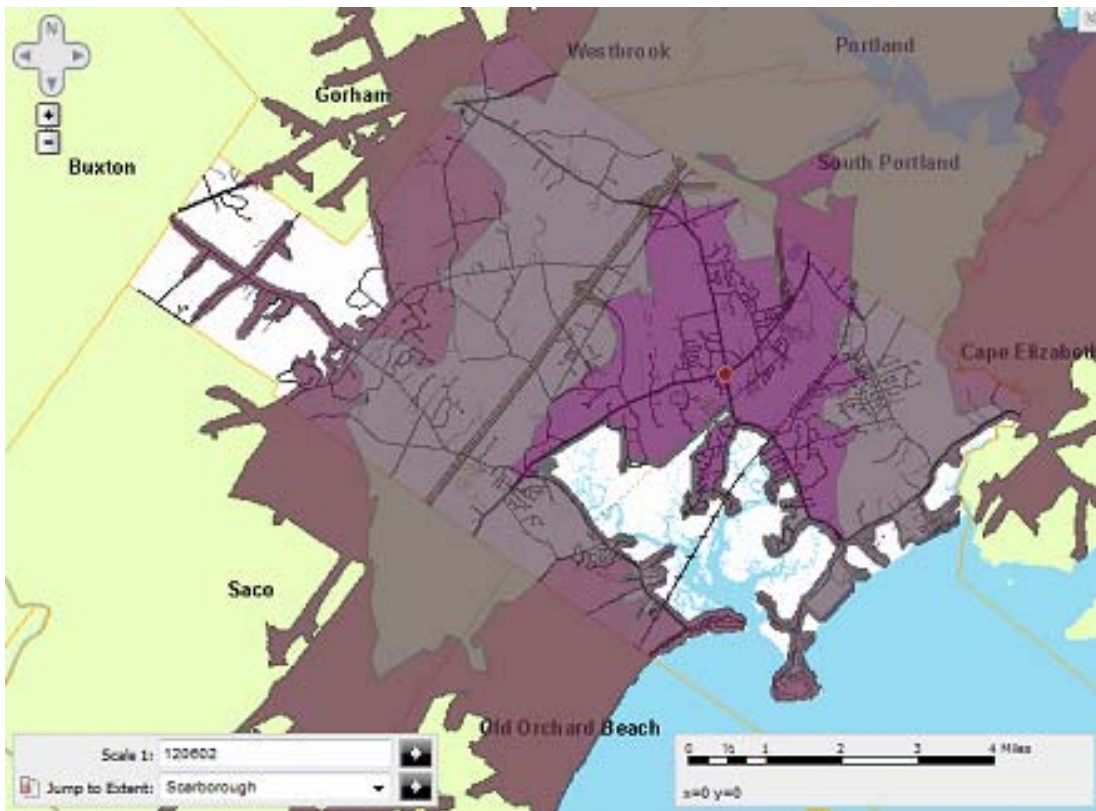 N
Westbrook
Portland
Gorham
Buxton
South Portland
Cape Elizabeth
Saco
Old Orchard Beach
Scale 1: 120602
Jump to Extent: Scarborough
0 ½ 1 2 3 4 Miles
x=0 y=0